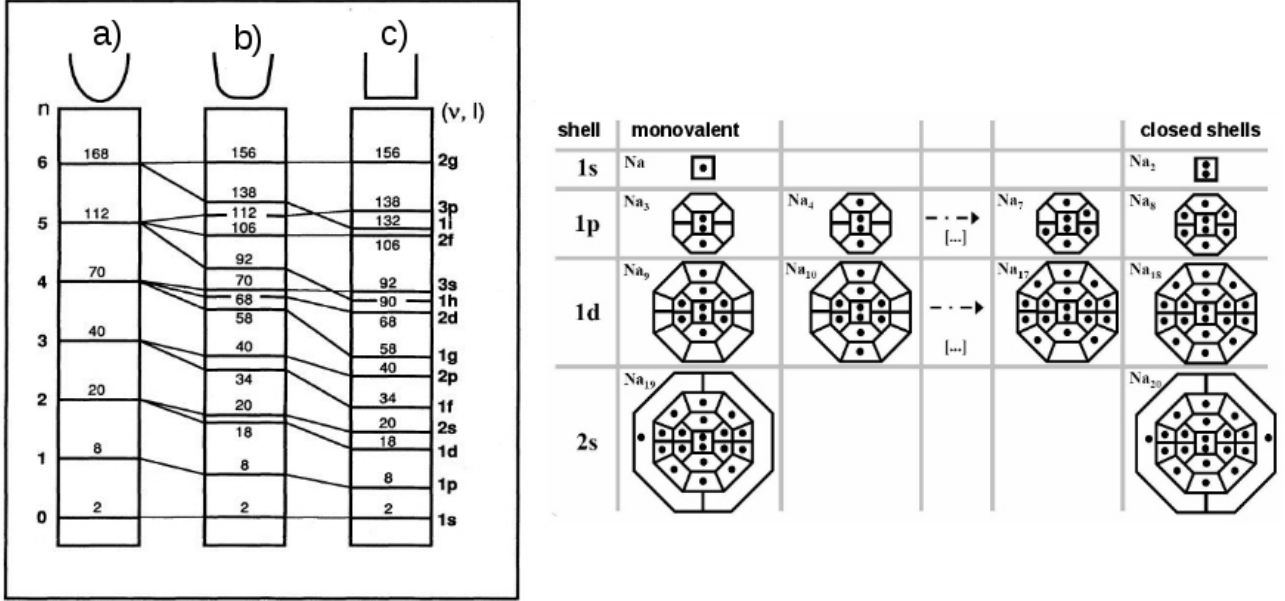 a) b) c)
n (ν, l)
6 168 156 156 2g
138 138 3p
5 112 112 132 1i
106 106 2f
92
4 70 70 92 3s
68 90 1h
58 68 2d
3 40 40 58 1g
34 40 2p
34 1f
2 20 20 20 2s
18 18 1d
1 8 8 8 1p
0 2 2 2 1s
shell monovalent closed shells
1s Na Na2
1p Na3 Na4 Na7 Na8
[...]
1d Na9 Na10 Na17 Na18
[...]
2s Na19 Na20